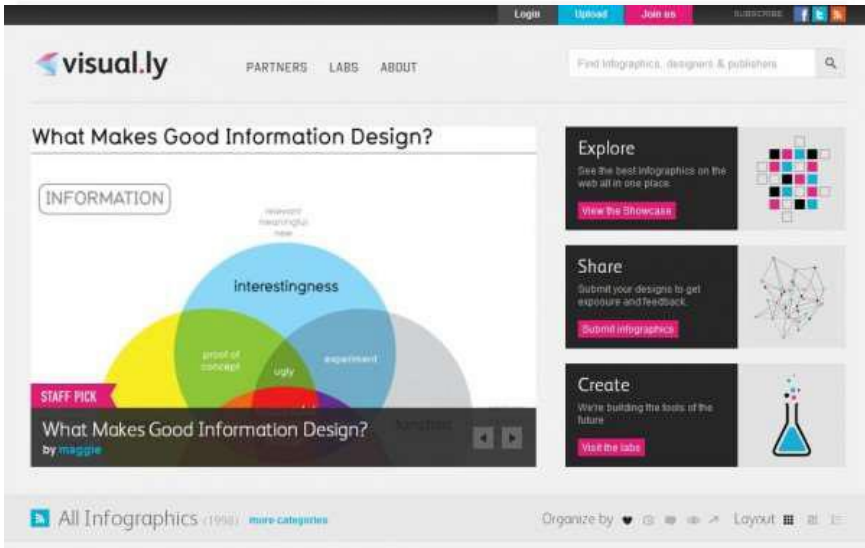 Login Upload Join us SUBSCRIBE
visual.ly PARTNERS LABS ABOUT Find infographics, designers & publishers
What Makes Good Information Design?
INFORMATION
relevant
meaningful
new
interestingness
proof of
concept
experiment
ugly
STAFF PICK
What Makes Good Information Design?
by maggie
Explore
See the best infographics on the
web all in one place.
View the Showcase
Share
Submit your designs to get
exposure and feedback.
Submit infographics
Create
We're building the tools of the
future
Visit the labs
All Infographics (1998) more categories Organize by Layout